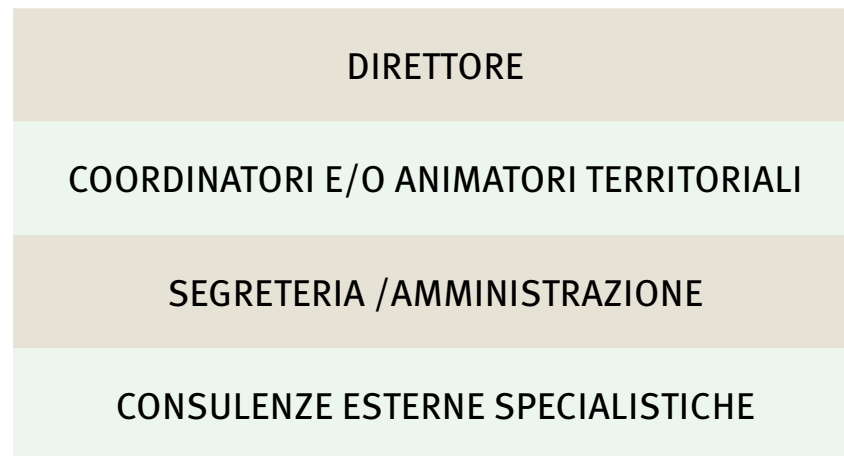 DIRETTORE
COORDINATORI E/O ANIMATORI TERRITORIALI
SEGRETERIA /AMMINISTRAZIONE
CONSULENZE ESTERNE SPECIALISTICHE